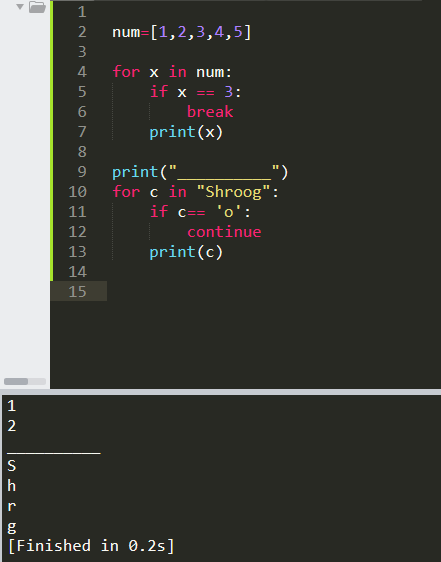 1
2 num=[1,2,3,4,5]
3
4 for x in num:
5     if x == 3:
6         break
7     print(x)
8
9 print("__________")
10 for c in "Shroog":
11     if c== 'o':
12         continue
13     print(c)
14
15
1
2
__________
S
h
r
g
[Finished in 0.2s]